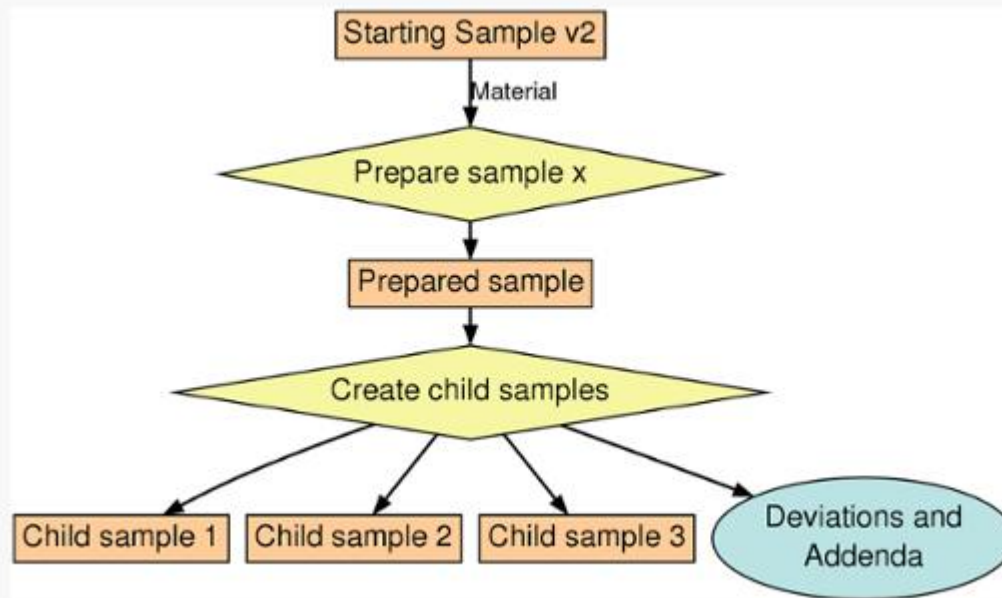 Starting Sample v2
Material
Prepare sample x
Prepared sample
Create child samples
Child sample 1
Child sample 2
Child sample 3
Deviations and
Addenda